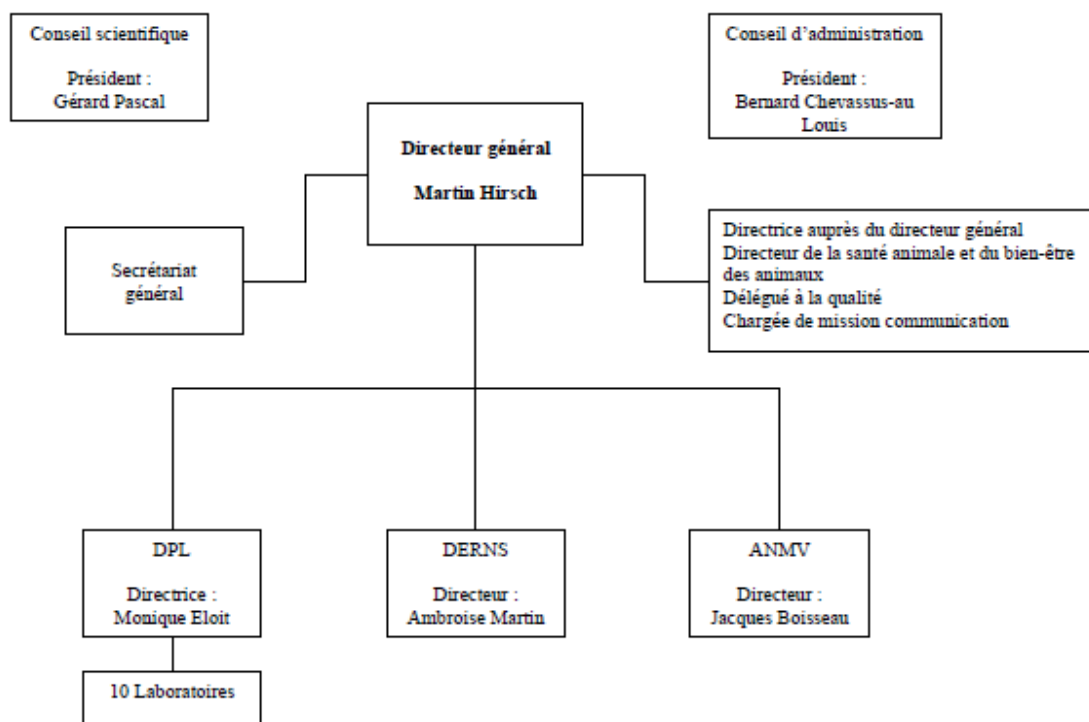 Conseil scientifique
Président :
Gérard Pascal
Conseil d’administration
Président :
Bernard Chevassus-au
Louis
Directeur général
Martin Hirsch
Secrétariat
général
Directrice auprès du directeur général
Directeur de la santé animale et du bien-être
des animaux
Délégué à la qualité
Chargée de mission communication
DPL
Directrice :
Monique Eloit
DERNS
Directeur :
Ambroise Martin
ANMV
Directeur :
Jacques Boisseau
10 Laboratoires